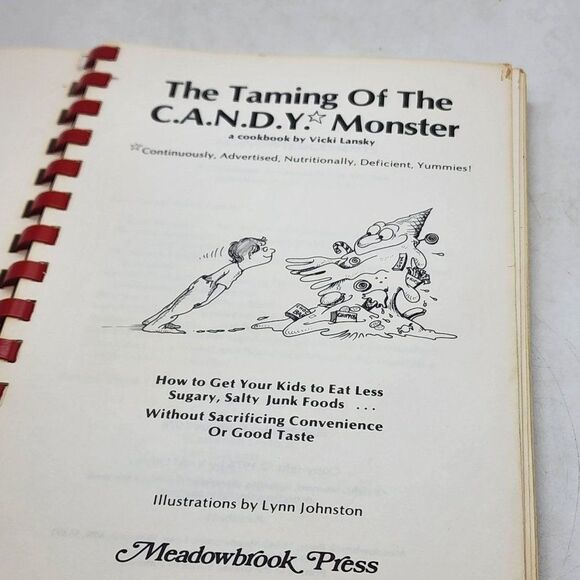 The Taming Of The
C.A.N.D.Y.☆ Monster
a cookbook by Vicki Lansky
☆Continuously, Advertised, Nutritionally, Deficient, Yummies!
How to Get Your Kids to Eat Less
Sugary, Salty Junk Foods ...
Without Sacrificing Convenience
Or Good Taste
Illustrations by Lynn Johnston
Meadowbrook Press